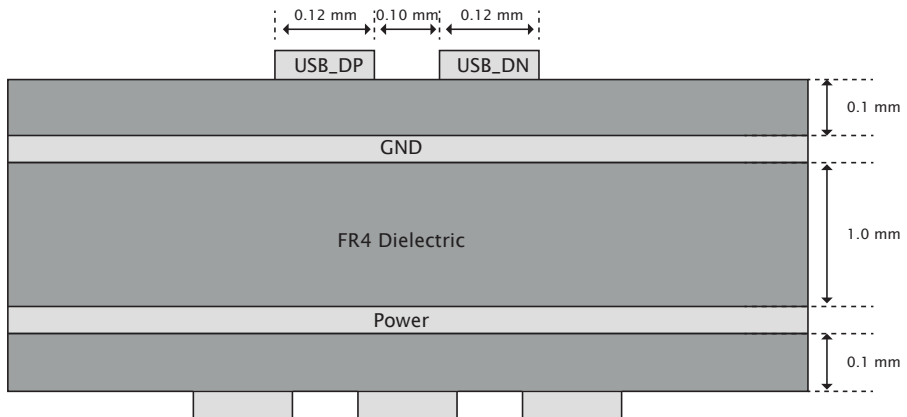 0.12 mm 0.10 mm 0.12 mm
USB_DP USB_DN
0.1 mm
GND
FR4 Dielectric
1.0 mm
Power
0.1 mm